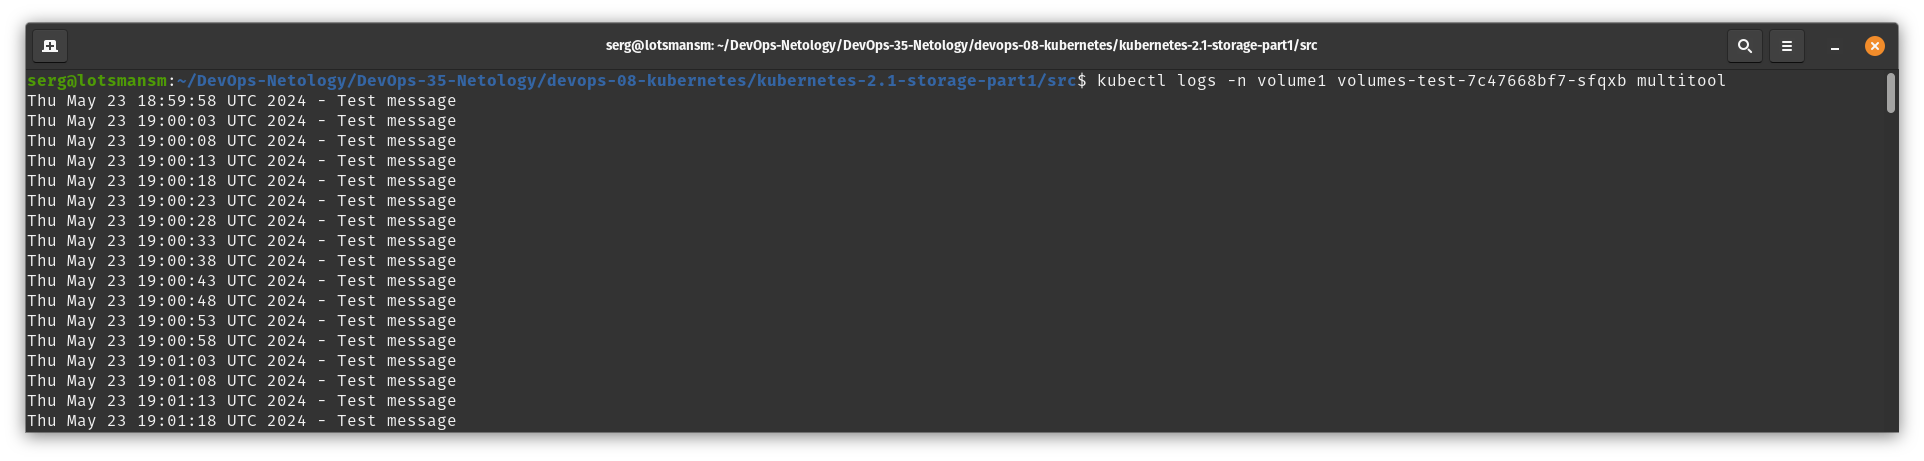 serg@lotsmansm: ~/DevOps-Netology/DevOps-35-Netology/devops-08-kubernetes/kubernetes-2.1-storage-part1/src
serg@lotsmansm:~/DevOps-Netology/DevOps-35-Netology/devops-08-kubernetes/kubernetes-2.1-storage-part1/src$ kubectl logs -n volume1 volumes-test-7c47668bf7-sfqxb multitool
Thu May 23 18:59:58 UTC 2024 - Test message
Thu May 23 19:00:03 UTC 2024 - Test message
Thu May 23 19:00:08 UTC 2024 - Test message
Thu May 23 19:00:13 UTC 2024 - Test message
Thu May 23 19:00:18 UTC 2024 - Test message
Thu May 23 19:00:23 UTC 2024 - Test message
Thu May 23 19:00:28 UTC 2024 - Test message
Thu May 23 19:00:33 UTC 2024 - Test message
Thu May 23 19:00:38 UTC 2024 - Test message
Thu May 23 19:00:43 UTC 2024 - Test message
Thu May 23 19:00:48 UTC 2024 - Test message
Thu May 23 19:00:53 UTC 2024 - Test message
Thu May 23 19:00:58 UTC 2024 - Test message
Thu May 23 19:01:03 UTC 2024 - Test message
Thu May 23 19:01:08 UTC 2024 - Test message
Thu May 23 19:01:13 UTC 2024 - Test message
Thu May 23 19:01:18 UTC 2024 - Test message